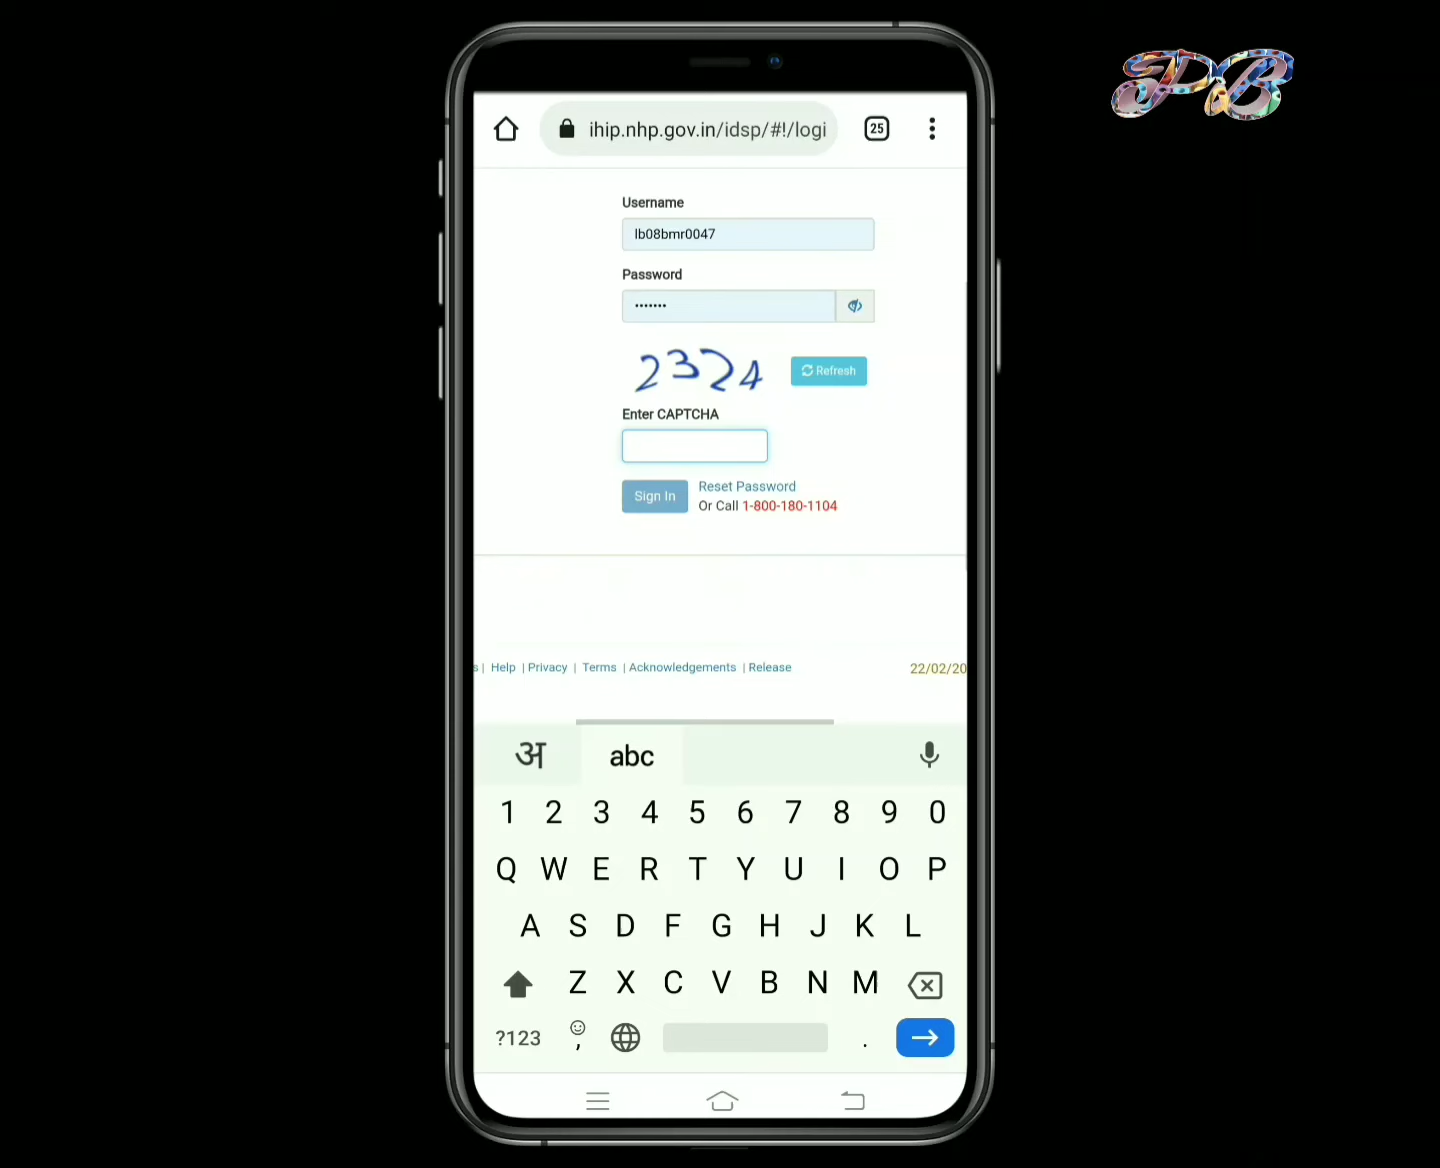 PB
ihip.nhp.gov.in/idsp/#!/logi
25
Username
lb08bmr0047
Password
•••••••
2324
Refresh
Enter CAPTCHA
Sign In
Reset Password
Or Call 1-800-180-1104
s | Help | Privacy | Terms | Acknowledgements | Release
22/02/20
अ abc
1 2 3 4 5 6 7 8 9 0
Q W E R T Y U I O P
A S D F G H J K L
Z X C V B N M
?123 , .